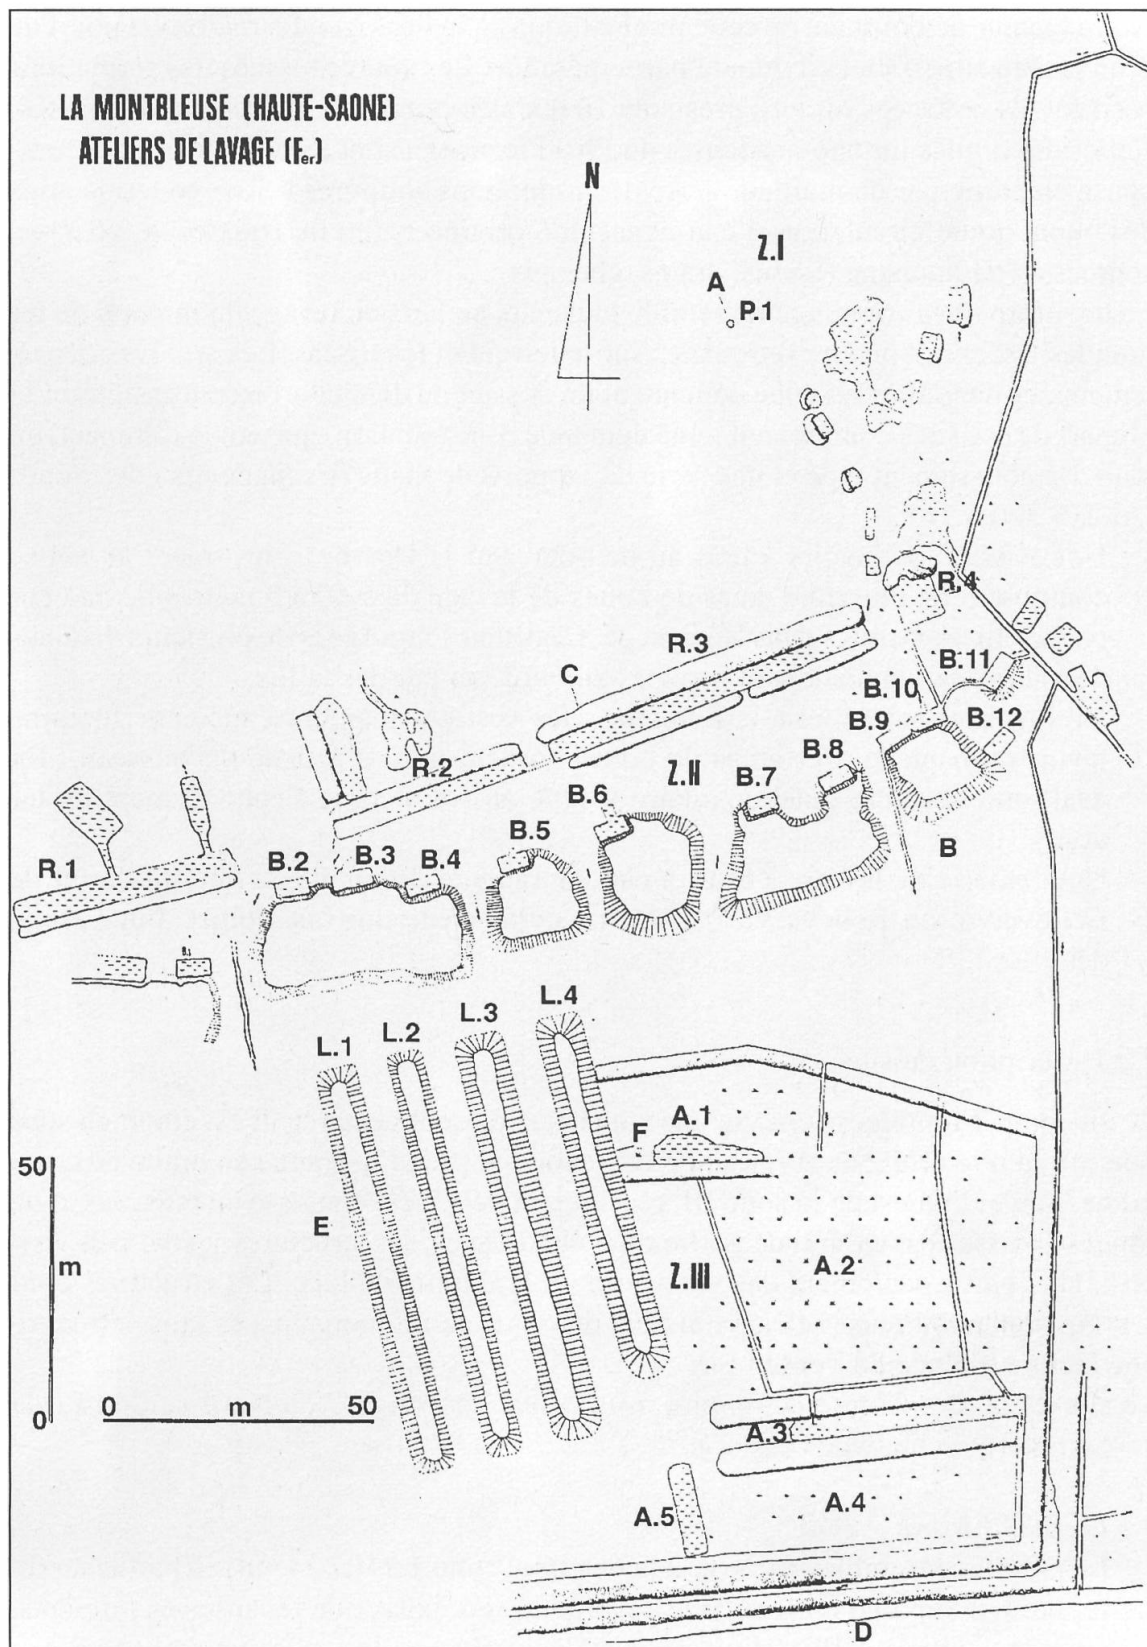 LA MONTBLEUSE (HAUTE-SAONE)
ATELIERS DE LAVAGE (Fer)
N
Z.I
A
P.1
R.4
R.3
C
B.11
B.10
B.9
B.12
R.2
Z.II
B.8
B.7
B.6
B.5
B
R.1
B.2
B.3
B.4
L.4
L.3
L.2
L.1
A.1
F
50
E
m
A.2
Z.III
0
0 m 50
A.3
A.4
A.5
D